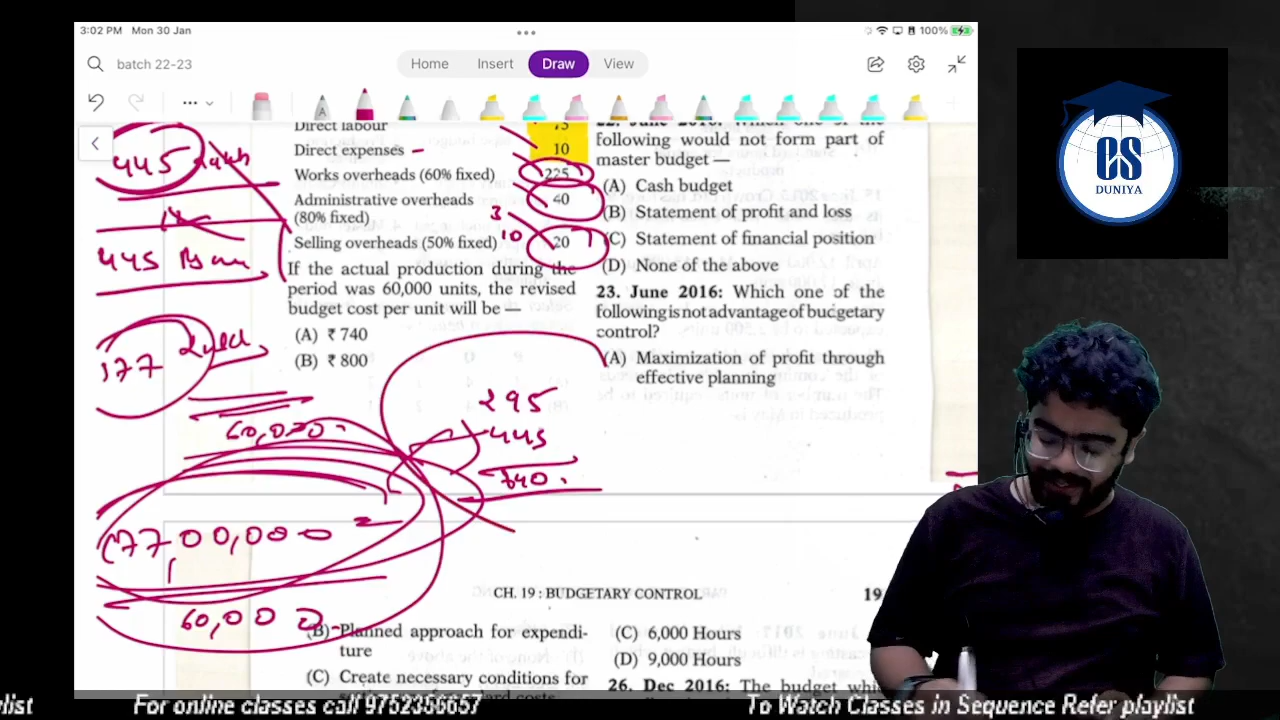 3:02 PM Mon 30 Jan
100%
batch 22-23
Home
Insert
Draw
View
Direct labour
Direct expenses
10
Works overheads (60% fixed)
225
Administrative overheads
(80% fixed)
40
Selling overheads (50% fixed)
20
If the actual production during the
period was 60,000 units, the revised
budget cost per unit will be —
(A) ₹ 740
(B) ₹ 800
following would not form part of
master budget —
(A) Cash budget
(B) Statement of profit and loss
(C) Statement of financial position
(D) None of the above
23. June 2016: Which one of the
following is not advantage of budgetary
control?
(A) Maximization of profit through
effective planning
445
445
3
10
177
60,000
295
445
740
177,00,000
60,000
CH. 19 : BUDGETARY CONTROL
19
(B) Planned approach for expendi-
ture
(C) Create necessary conditions for
(C) 6,000 Hours
(D) 9,000 Hours
26. Dec 2016: The budget
CS
DUNIYA
For online classes call 9752356657
To Watch Classes in Sequence Refer playlist